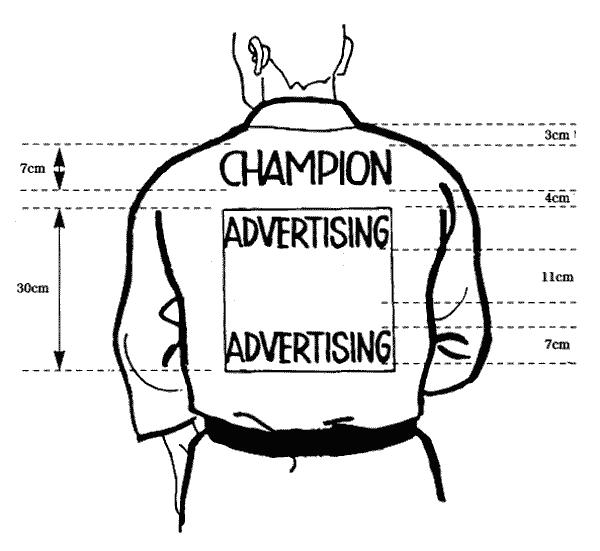 3cm
CHAMPION
7cm
4cm
ADVERTISING
11cm
30cm
ADVERTISING
7cm